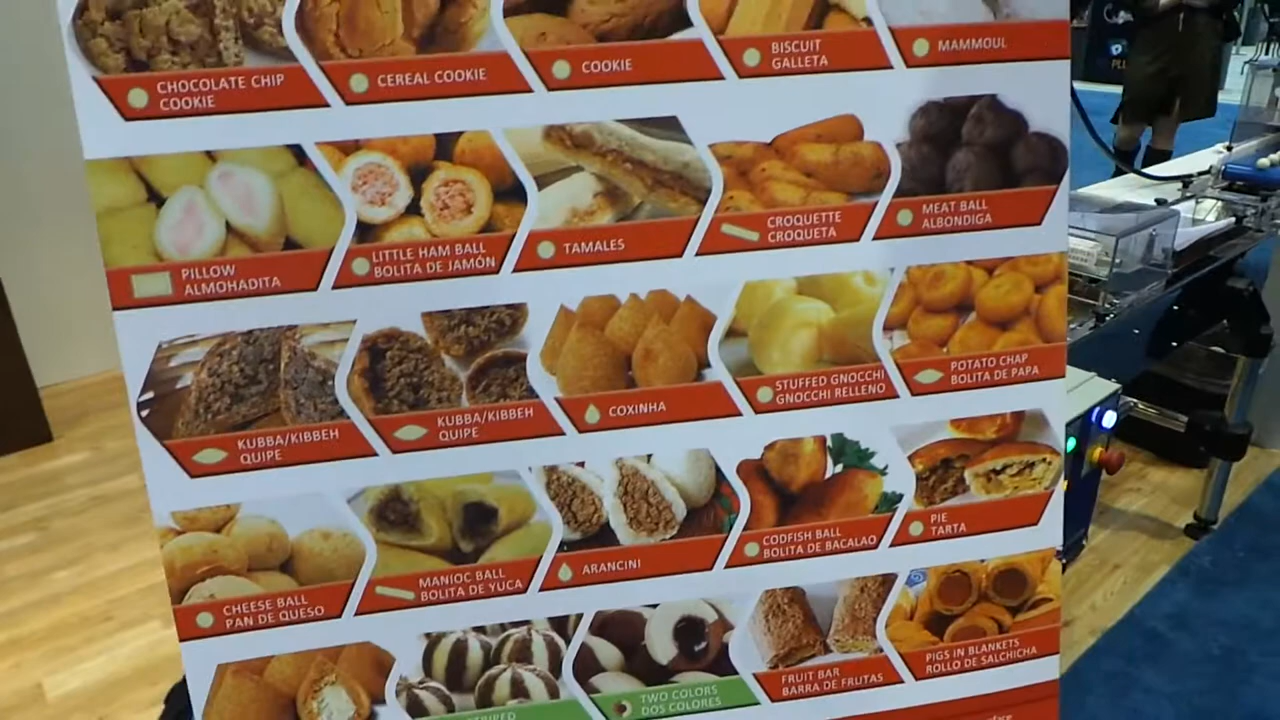 CHOCOLATE CHIP
COOKIE
CEREAL COOKIE
COOKIE
BISCUIT
GALLETA
MAMMOUL
PILLOW
ALMOHADITA
LITTLE HAM BALL
BOLITA DE JAMÓN
TAMALES
CROQUETTE
CROQUETA
MEAT BALL
ALBONDIGA
KUBBA/KIBBEH
QUIPE
KUBBA/KIBBEH
QUIPE
COXINHA
STUFFED GNOCCHI
GNOCCHI RELLENO
POTATO CHAP
BOLITA DE PAPA
CHEESE BALL
PAN DE QUESO
MANIOC BALL
BOLITA DE YUCA
ARANCINI
CODFISH BALL
BOLITA DE BACALAO
PIE
TARTA
STRIPED
TWO COLORS
DOS COLORES
FRUIT BAR
BARRA DE FRUTAS
PIGS IN BLANKETS
ROLLO DE SALCHICHA